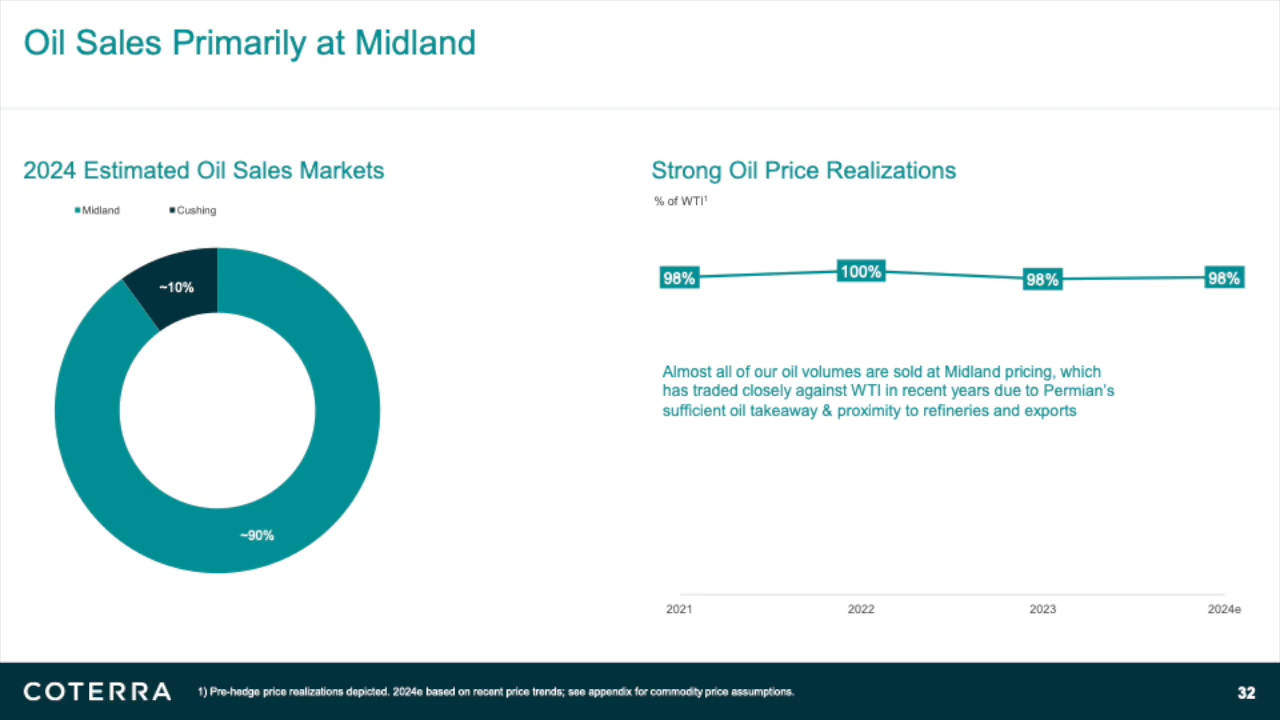 Oil Sales Primarily at Midland
2024 Estimated Oil Sales Markets
Midland
Cushing
~10%
~90%
Strong Oil Price Realizations
% of WTI¹
98%
100%
98%
98%
Almost all of our oil volumes are sold at Midland pricing, which
has traded closely against WTI in recent years due to Permian's
sufficient oil takeaway & proximity to refineries and exports
2021
2022
2023
2024e
COTERRA
1) Pre-hedge price realizations depicted. 2024e based on recent price trends; see appendix for commodity price assumptions.
32